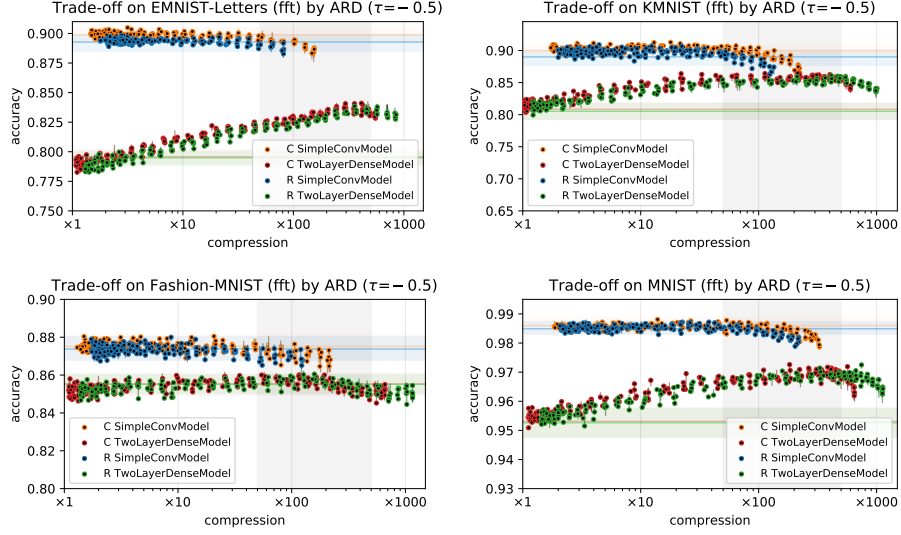 Trade-off on EMNIST-Letters (fft) by ARD (τ=−0.5)
accuracy
0.900
0.875
0.850
0.825
0.800
0.775
0.750
C SimpleConvModel
C TwoLayerDenseModel
R SimpleConvModel
R TwoLayerDenseModel
×1
×10
×100
×1000
compression
Trade-off on KMNIST (fft) by ARD (τ=−0.5)
accuracy
0.90
0.85
0.80
0.75
0.70
0.65
C SimpleConvModel
C TwoLayerDenseModel
R SimpleConvModel
R TwoLayerDenseModel
×1
×10
×100
×1000
compression
Trade-off on Fashion-MNIST (fft) by ARD (τ=−0.5)
accuracy
0.90
0.88
0.86
0.84
0.82
0.80
C SimpleConvModel
C TwoLayerDenseModel
R SimpleConvModel
R TwoLayerDenseModel
×1
×10
×100
×1000
compression
Trade-off on MNIST (fft) by ARD (τ=−0.5)
accuracy
0.99
0.98
0.97
0.96
0.95
0.94
0.93
C SimpleConvModel
C TwoLayerDenseModel
R SimpleConvModel
R TwoLayerDenseModel
×1
×10
×100
×1000
compression